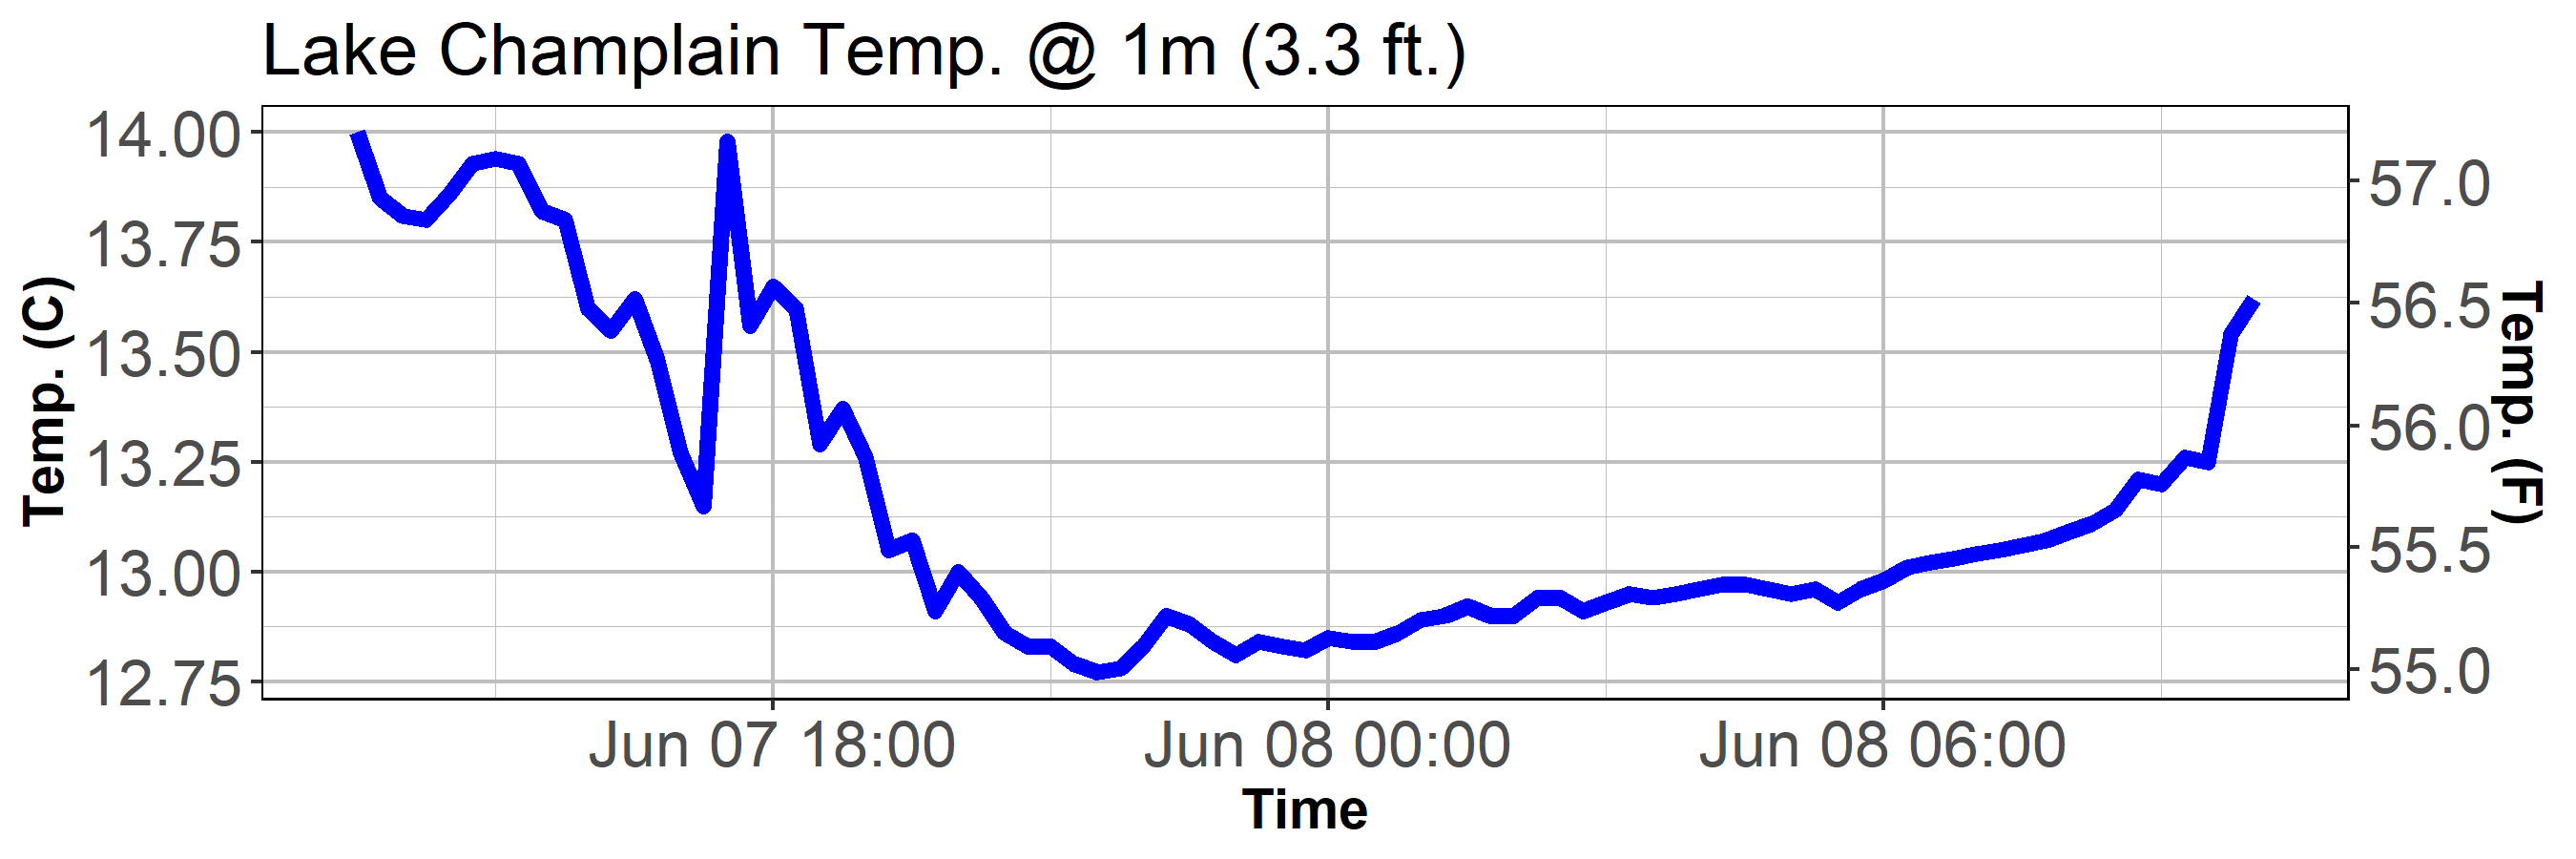 Lake Champlain Temp. @ 1m (3.3 ft.)
Temp. (C)
14.00
13.75
13.50
13.25
13.00
12.75
57.0
56.5
56.0
55.5
55.0
Temp. (F)
Jun 07 18:00
Jun 08 00:00
Jun 08 06:00
Time